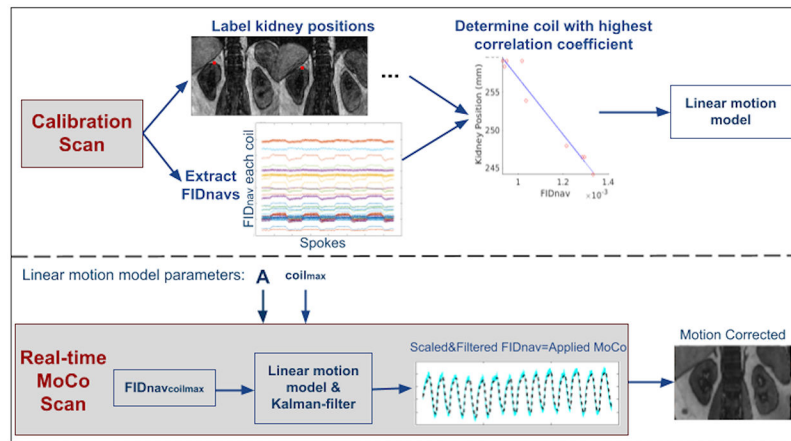 Label kidney positions
Determine coil with highest
correlation coefficient
...
Calibration
Scan
Extract
FIDnavs
FIDnav each coil
Spokes
Kidney Position (mm)
255
250
245
1
1.2
1.4
FIDnav
×10⁻³
Linear motion
model
Linear motion model parameters:
A
coilmax
Real-time
MoCo
Scan
FIDnavcoilmax
Linear motion
model &
Kalman-filter
Scaled&Filtered FIDnav=Applied MoCo
Motion Corrected